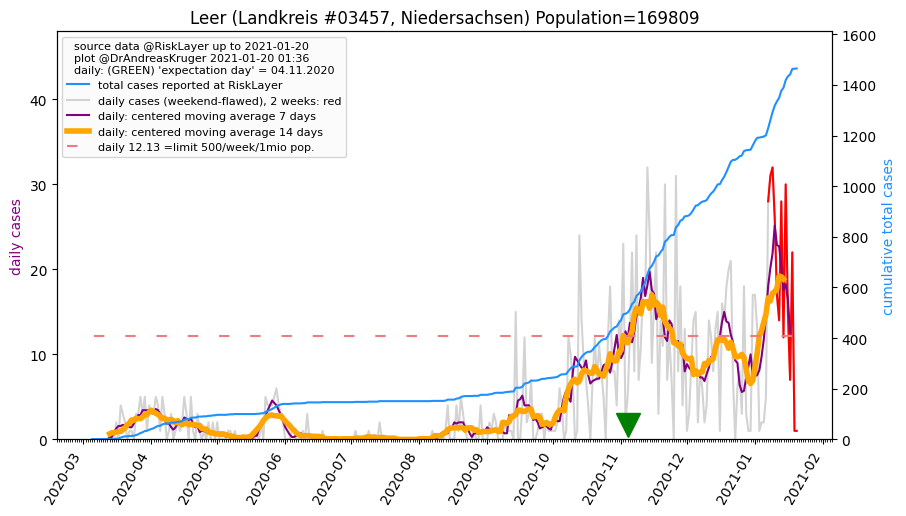 Leer (Landkreis #03457, Niedersachsen) Population=169809
source data @RiskLayer up to 2021-01-20
plot @DrAndreasKruger 2021-01-20 01:36
daily: (GREEN) 'expectation day' = 04.11.2020
total cases reported at RiskLayer
daily cases (weekend-flawed), 2 weeks: red
daily: centered moving average 7 days
daily: centered moving average 14 days
daily 12.13 =limit 500/week/1mio pop.
daily cases
40
30
20
10
0
cumulative total cases
1600
1400
1200
1000
800
600
400
200
0
2020-03
2020-04
2020-05
2020-06
2020-07
2020-08
2020-09
2020-10
2020-11
2020-12
2021-01
2021-02